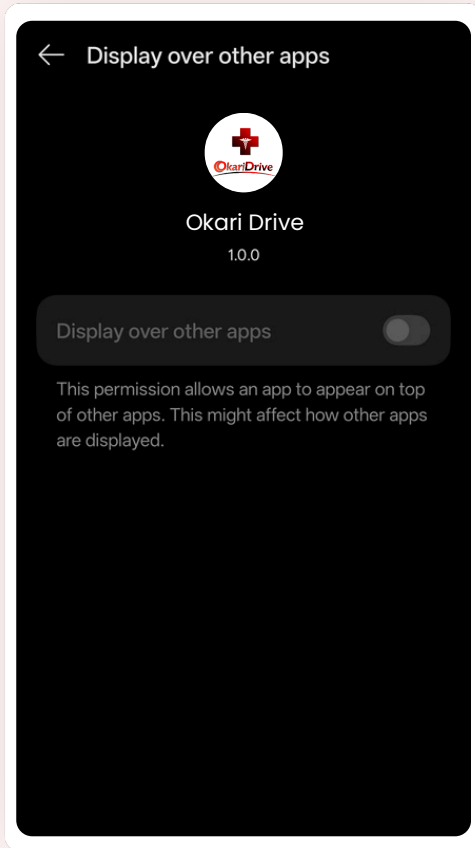 Display over other apps
OkariDrive
Okari Drive
1.0.0
Display over other apps
This permission allows an app to appear on top
of other apps. This might affect how other apps
are displayed.